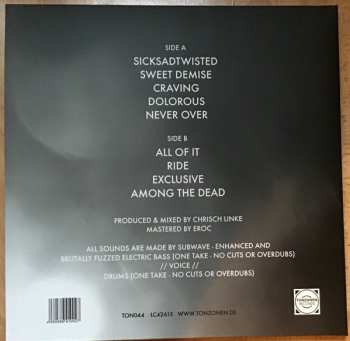 SIDE A
SICKSADTWISTED
SWEET DEMISE
CRAVING
DOLOROUS
NEVER OVER
SIDE B
ALL OF IT
RIDE
EXCLUSIVE
AMONG THE DEAD
PRODUCED & MIXED BY CHRISCH LINKE
MASTERED BY EROC
ALL SOUNDS ARE MADE BY SUBWAVE - ENHANCED AND
BRUTALLY FUZZED ELECTRIC BASS (ONE TAKE - NO CUTS OR OVERDUBS)
// VOICE //
DRUMS (ONE TAKE - NO CUTS OR OVERDUBS)
TON044 LC42615 WWW.TONZONEN.DE
TONZONEN